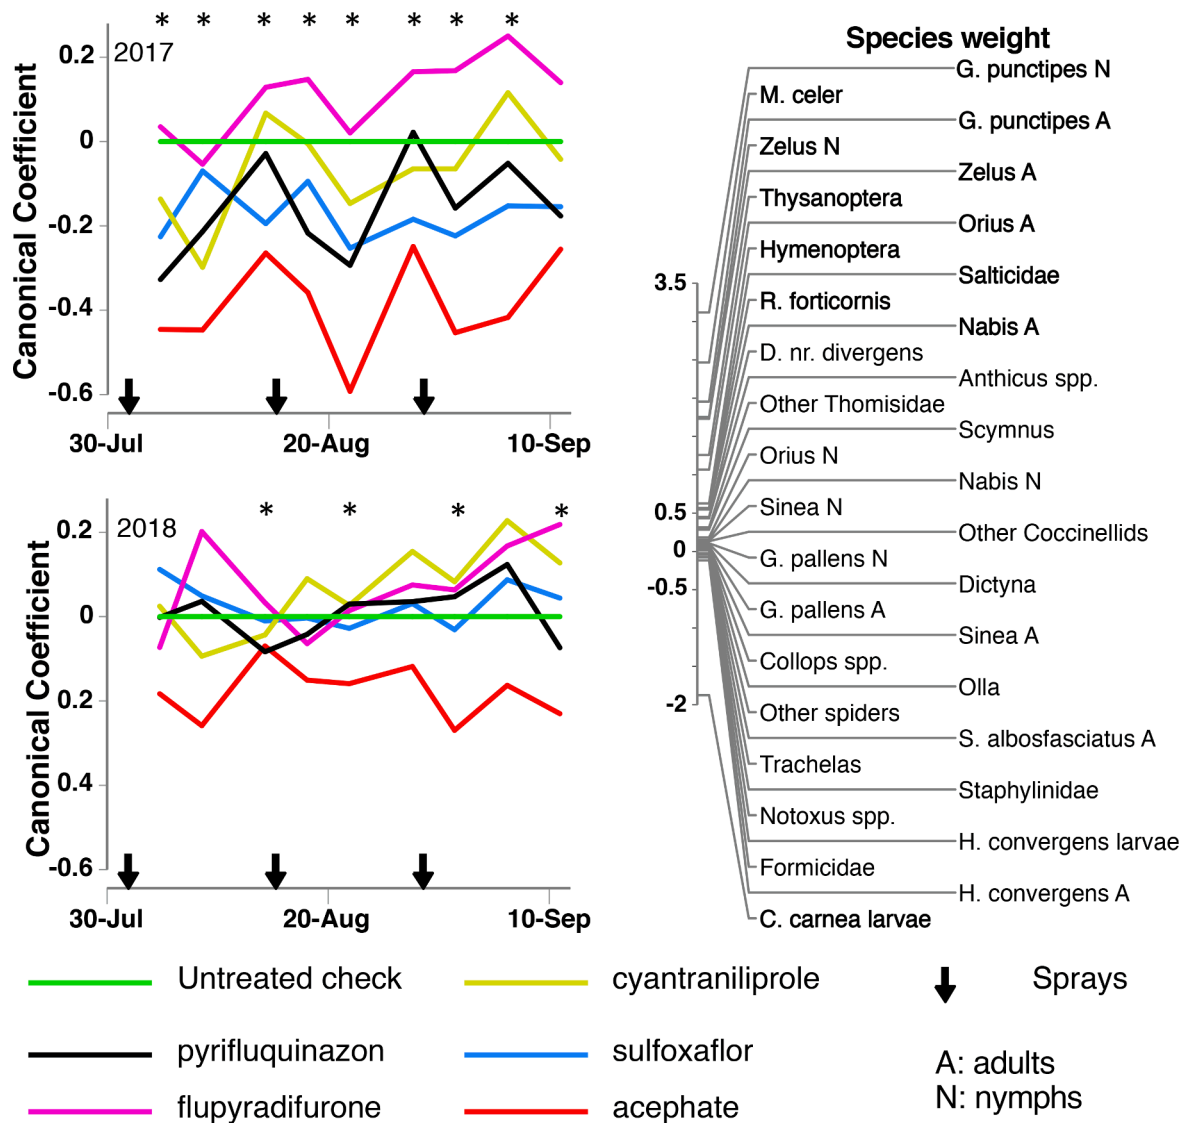 * * * * * * * *
2017
Canonical Coefficient
0.2
0
-0.2
-0.4
-0.6
30-Jul
20-Aug
10-Sep
* * * *
2018
Canonical Coefficient
0.2
0
0.2
0.4
-0.6
30-Jul
20-Aug
10-Sep
Species weight
3.5
0.5
0
-0.5
-2
G. punctipes N
M. celer
G. punctipes A
Zelus N
Zelus A
Thysanoptera
Orius A
Hymenoptera
Salticidae
R. forticornis
Nabis A
D. nr. divergens
Anthicus spp.
Other Thomisidae
Scymnus
Orius N
Nabis N
Sinea N
Other Coccinellids
G. pallens N
Dictyna
G. pallens A
Sinea A
Collops spp.
Olla
Other spiders
S. albosfasciatus A
Trachelas
Staphylinidae
Notoxus spp.
H. convergens larvae
Formicidae
H. convergens A
C. carnea larvae
Untreated check
cyantraniliprole
Sprays
pyrifluquinazon
sulfoxaflor
flupyradifurone
acephate
A: adults
N: nymphs